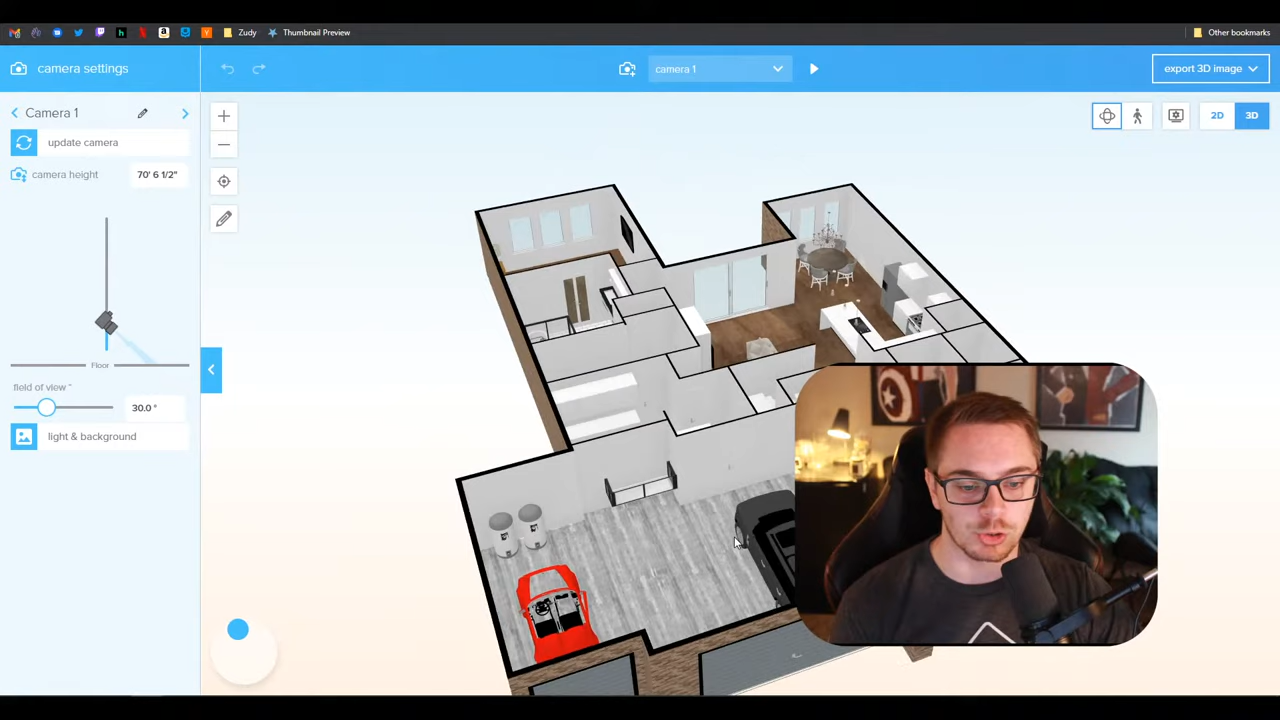 Zudy
Thumbnail Preview
Other bookmarks
camera settings
camera 1
export 3D image
Camera 1
2D
3D
update camera
camera height
70' 6 1/2"
Floor
field of view °
30.0 °
light & background